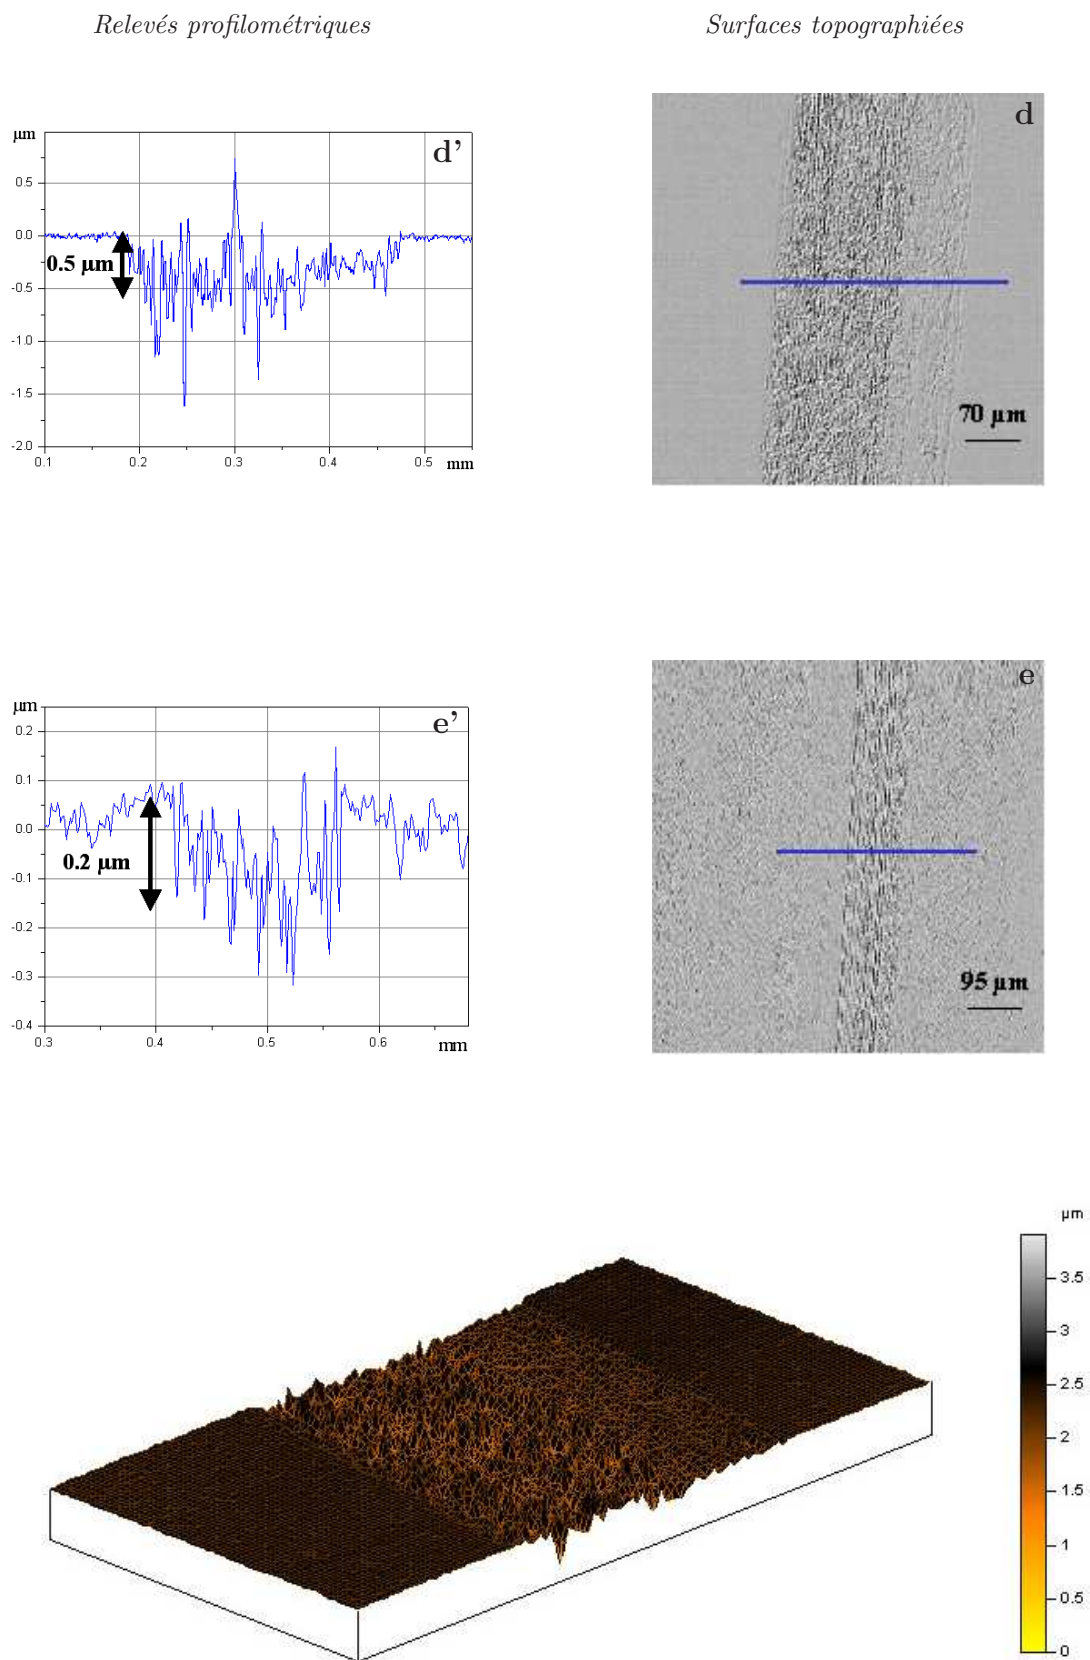 Relevés profilométriques
Surfaces topographiées
µm
d'
0.5
0.0
0.5 µm
-0.5
-1.0
-1.5
-2.0
0.1
0.2
0.3
0.4
0.5
mm
d
70 µm
µm
e'
0.2
0.1
0.0
0.2 µm
-0.1
-0.2
-0.3
-0.4
0.3
0.4
0.5
0.6
mm
e
95 µm
µm
3.5
3
2.5
2
1.5
1
0.5
0